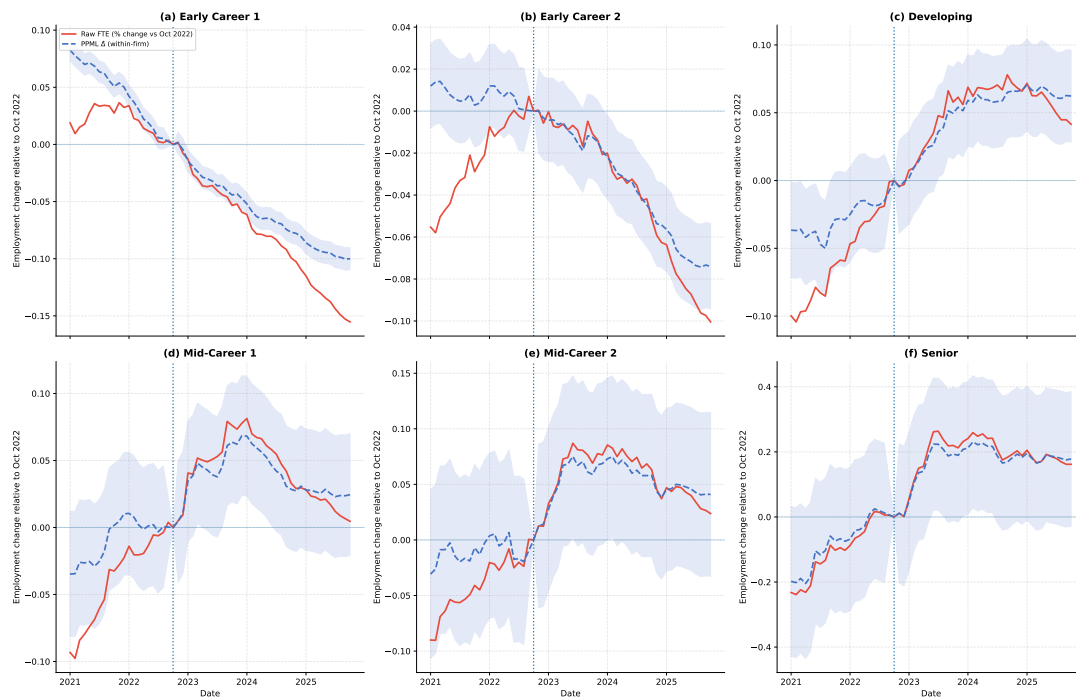 (a) Early Career 1
Raw FTE (% change vs Oct 2022)
PPML Δ (within-firm)
Employment change relative to Oct 2022
0.10
0.05
0.00
−0.05
−0.10
−0.15
(b) Early Career 2
Employment change relative to Oct 2022
0.04
0.02
0.00
−0.02
−0.04
−0.06
−0.08
−0.10
(c) Developing
Employment change relative to Oct 2022
0.10
0.05
0.00
−0.05
−0.10
(d) Mid-Career 1
Employment change relative to Oct 2022
0.10
0.05
0.00
−0.05
−0.10
2021 2022 2023 2024 2025
Date
(e) Mid-Career 2
Employment change relative to Oct 2022
0.15
0.10
0.05
0.00
−0.05
−0.10
2021 2022 2023 2024 2025
Date
(f) Senior
Employment change relative to Oct 2022
0.4
0.2
0.0
−0.2
−0.4
2021 2022 2023 2024 2025
Date